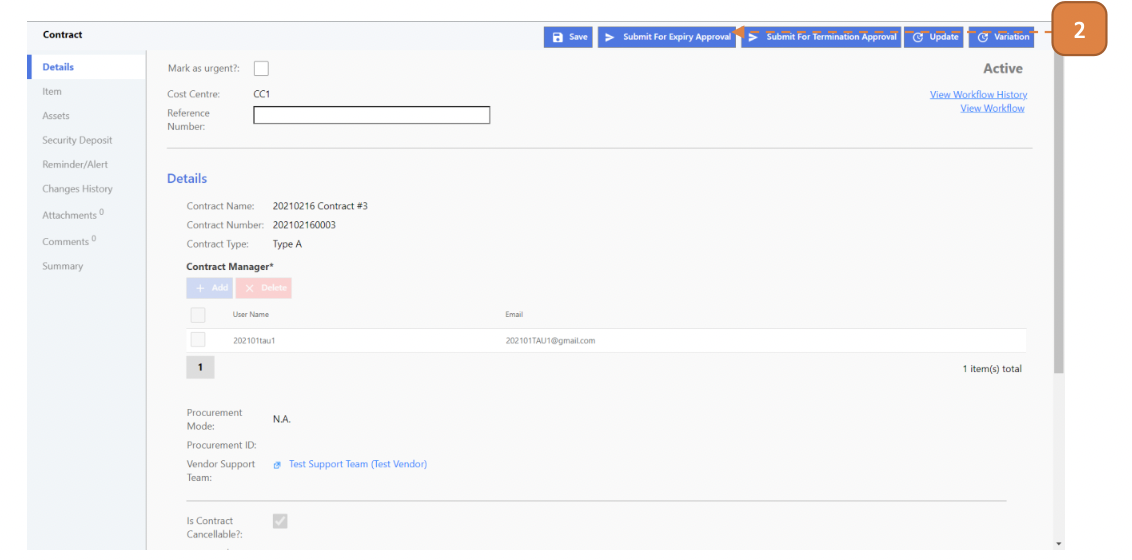 2
Contract
Save
Submit For Expiry Approval
Submit For Termination Approval
Update
Variation
Details
Item
Assets
Security Deposit
Reminder/Alert
Changes History
Attachments 0
Comments 0
Summary
Mark as urgent?:
Active
Cost Centre: CC1
View Workflow History
Reference
Number:
View Workflow
Details
Contract Name: 20210216 Contract #3
Contract Number: 202102160003
Contract Type: Type A
Contract Manager*
+ Add
× Delete
User Name Email
202101tau1 202101TAU1@gmail.com
1
1 item(s) total
Procurement
Mode:
N.A.
Procurement ID:
Vendor Support
Team:
Test Support Team (Test Vendor)
Is Contract
Cancellable?: